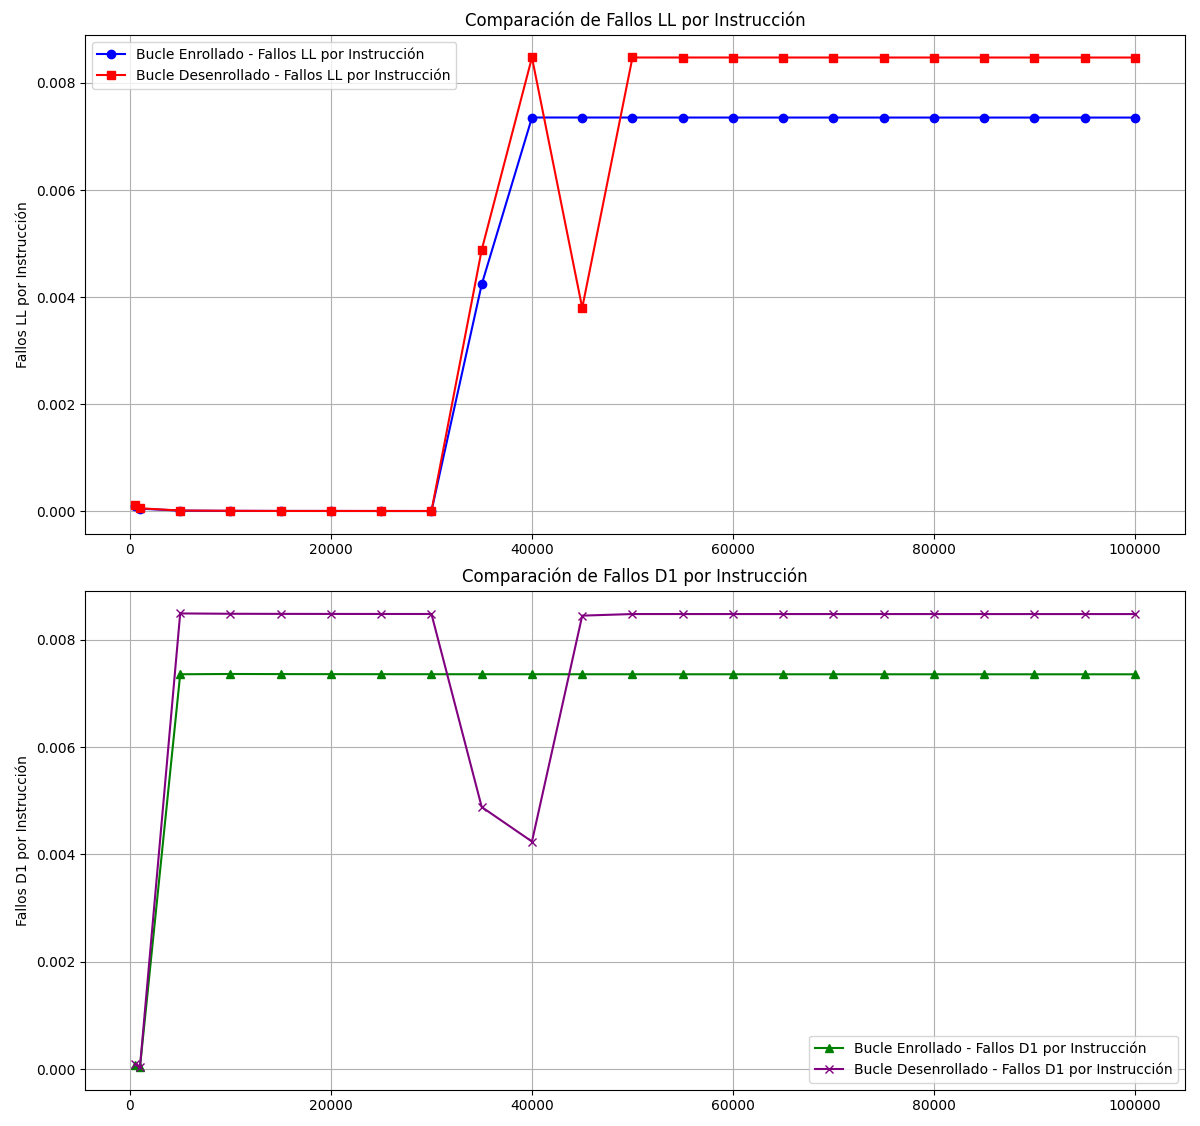 Comparación de Fallos LL por Instrucción
Bucle Enrollado - Fallos LL por Instrucción
Bucle Desenrollado - Fallos LL por Instrucción
Fallos LL por Instrucción
0.008
0.006
0.004
0.002
0.000
0 20000 40000 60000 80000 100000
Comparación de Fallos D1 por Instrucción
Fallos D1 por Instrucción
0.008
0.006
0.004
0.002
0.000
Bucle Enrollado - Fallos D1 por Instrucción
Bucle Desenrollado - Fallos D1 por Instrucción
0 20000 40000 60000 80000 100000